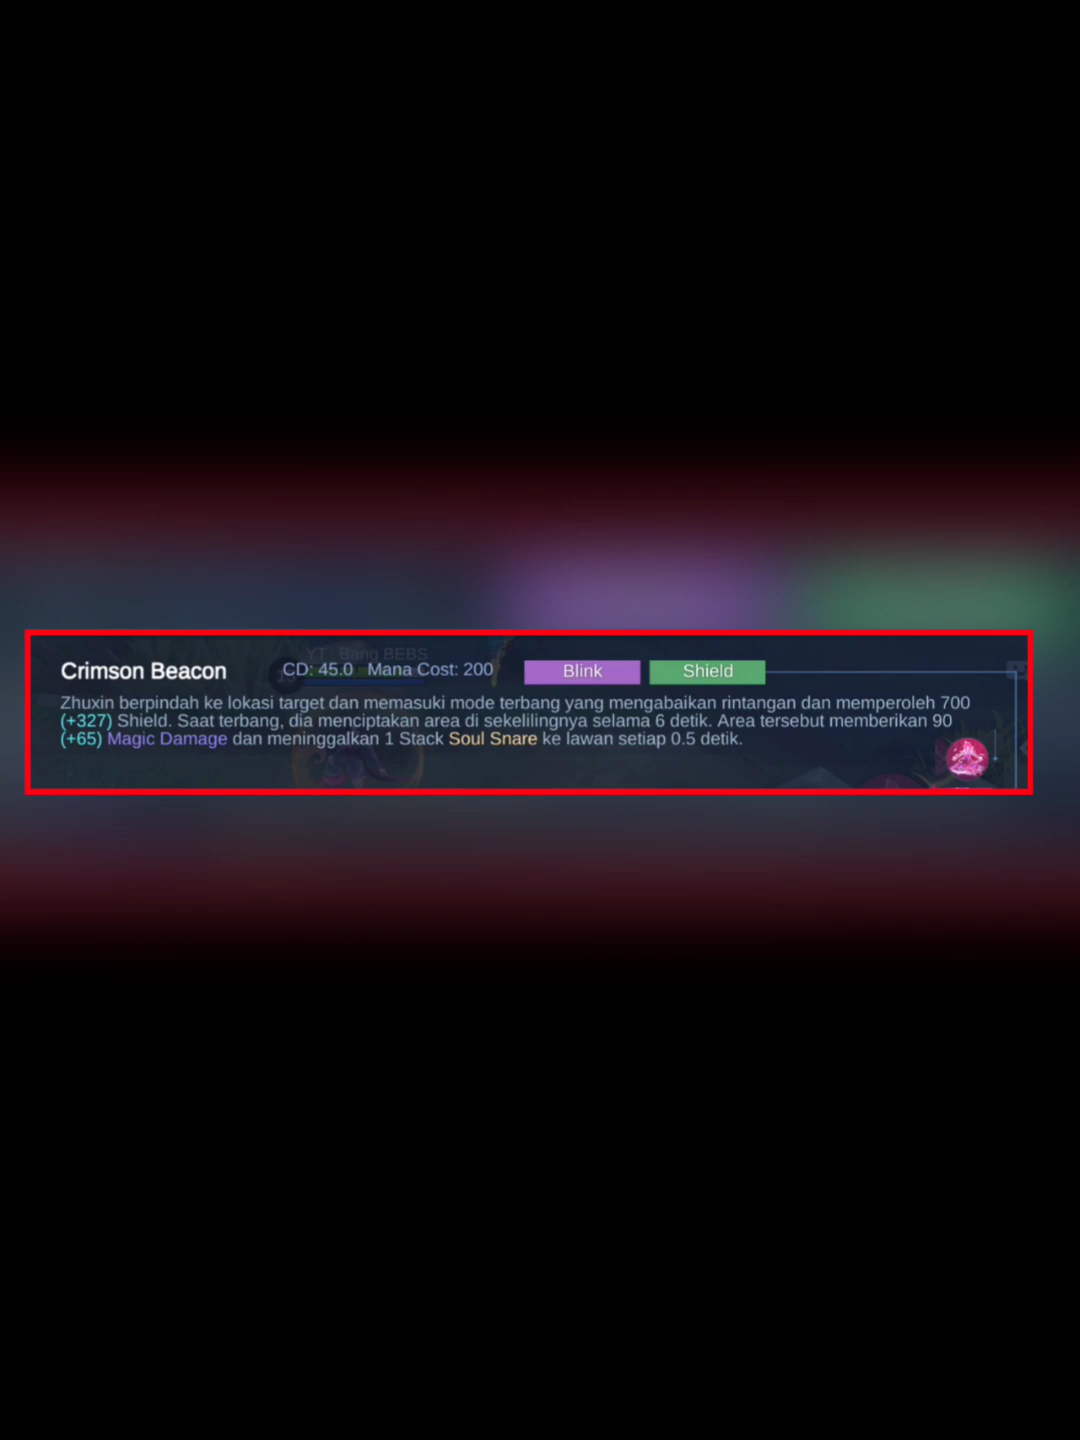 YT_Bang BEBS
Crimson Beacon CD: 45.0 Mana Cost: 200 Blink Shield
Zhuxin berpindah ke lokasi target dan memasuki mode terbang yang mengabaikan rintangan dan memperoleh 700
(+327) Shield. Saat terbang, dia menciptakan area di sekelilingnya selama 6 detik. Area tersebut memberikan 90
(+65) Magic Damage dan meninggalkan 1 Stack Soul Snare ke lawan setiap 0.5 detik.